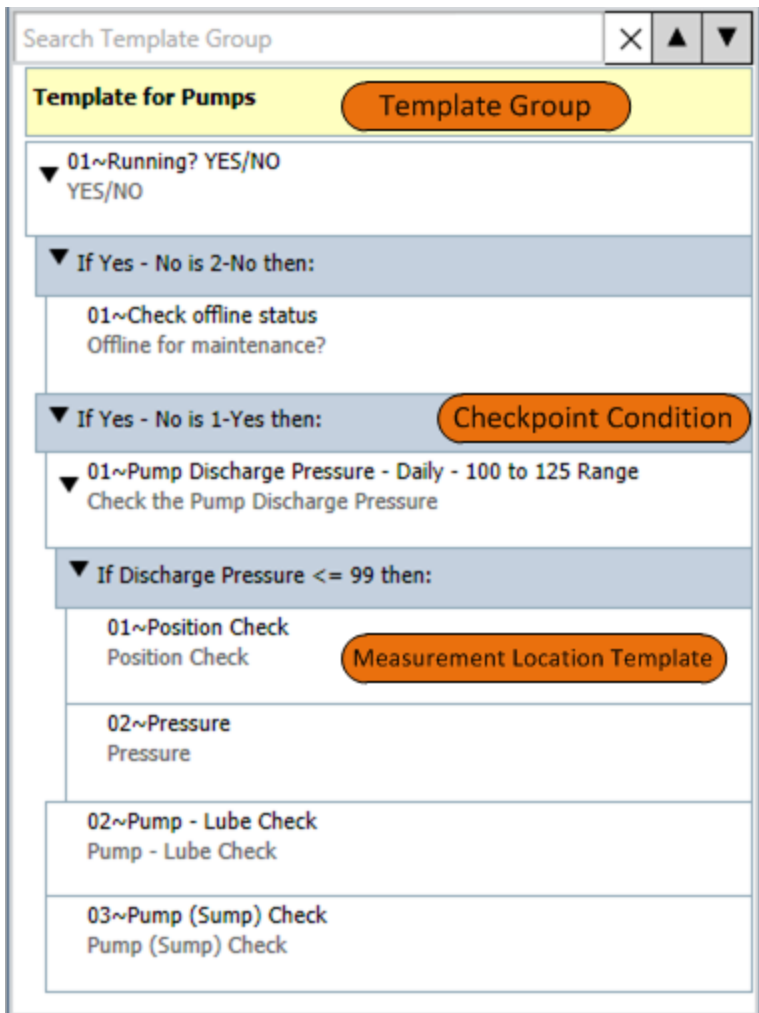 Search Template Group
Template for Pumps
Template Group
01~Running? YES/NO
YES/NO
If Yes - No is 2-No then:
01~Check offline status
Offline for maintenance?
If Yes - No is 1-Yes then:
Checkpoint Condition
01~Pump Discharge Pressure - Daily - 100 to 125 Range
Check the Pump Discharge Pressure
If Discharge Pressure <= 99 then:
01~Position Check
Position Check
Measurement Location Template
02~Pressure
Pressure
02~Pump - Lube Check
Pump - Lube Check
03~Pump (Sump) Check
Pump (Sump) Check